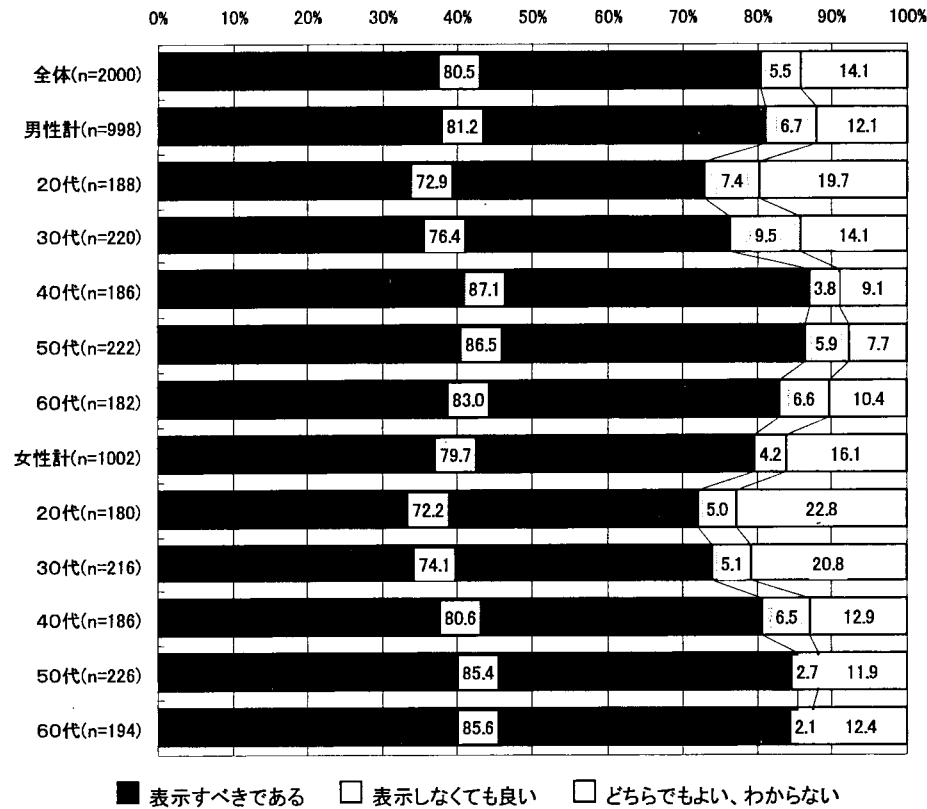 0% 10% 20% 30% 40% 50% 60% 70% 80% 90% 100%
全体(n=2000) 80.5 5.5 14.1
男性計(n=998) 81.2 6.7 12.1
20代(n=188) 72.9 7.4 19.7
30代(n=220) 76.4 9.5 14.1
40代(n=186) 87.1 3.8 9.1
50代(n=222) 86.5 5.9 7.7
60代(n=182) 83.0 6.6 10.4
女性計(n=1002) 79.7 4.2 16.1
20代(n=180) 72.2 5.0 22.8
30代(n=216) 74.1 5.1 20.8
40代(n=186) 80.6 6.5 12.9
50代(n=226) 85.4 2.7 11.9
60代(n=194) 85.6 2.1 12.4
表示すべきである 表示しなくても良い どちらでもよい、わからない